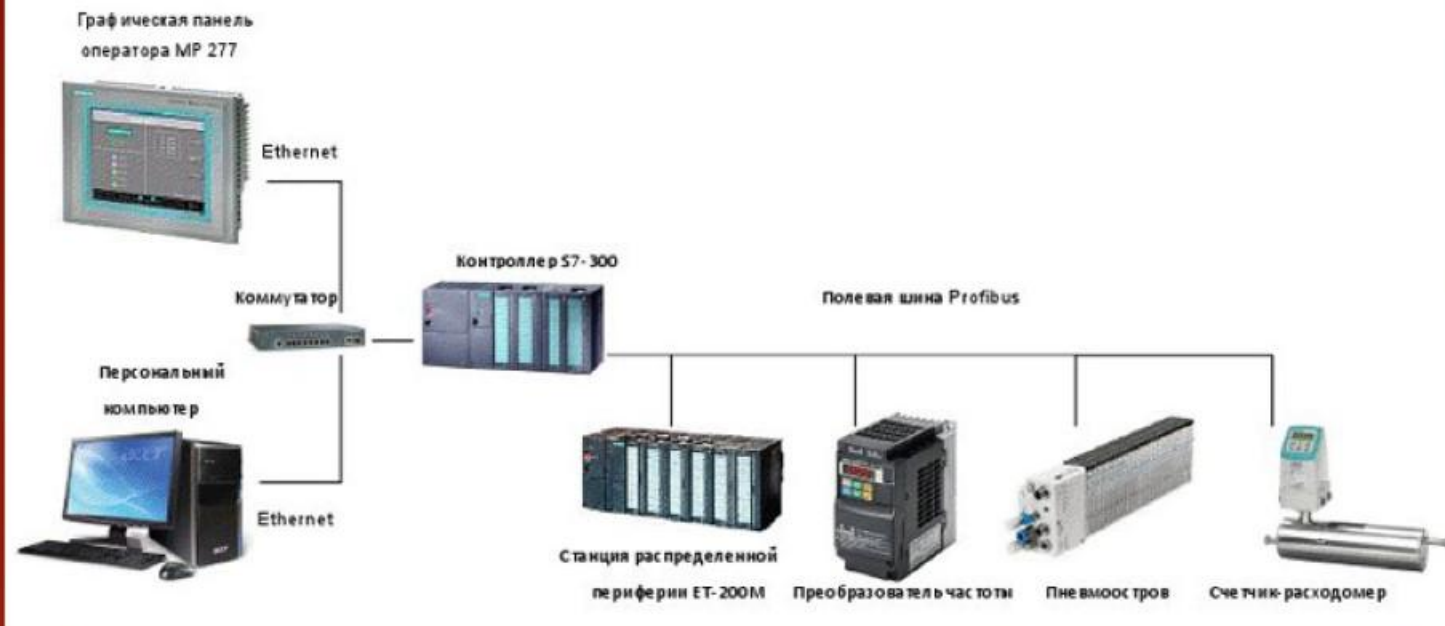 Графическая панель
оператора MP 277
Ethernet
Контроллер S7-300
Коммутатор
Полевая шина Profibus
Персональный
компьютер
Ethernet
Станция распределенной
периферии ET-200M
Преобразователь частоты
Пневмоостров
Счетчик-расходомер